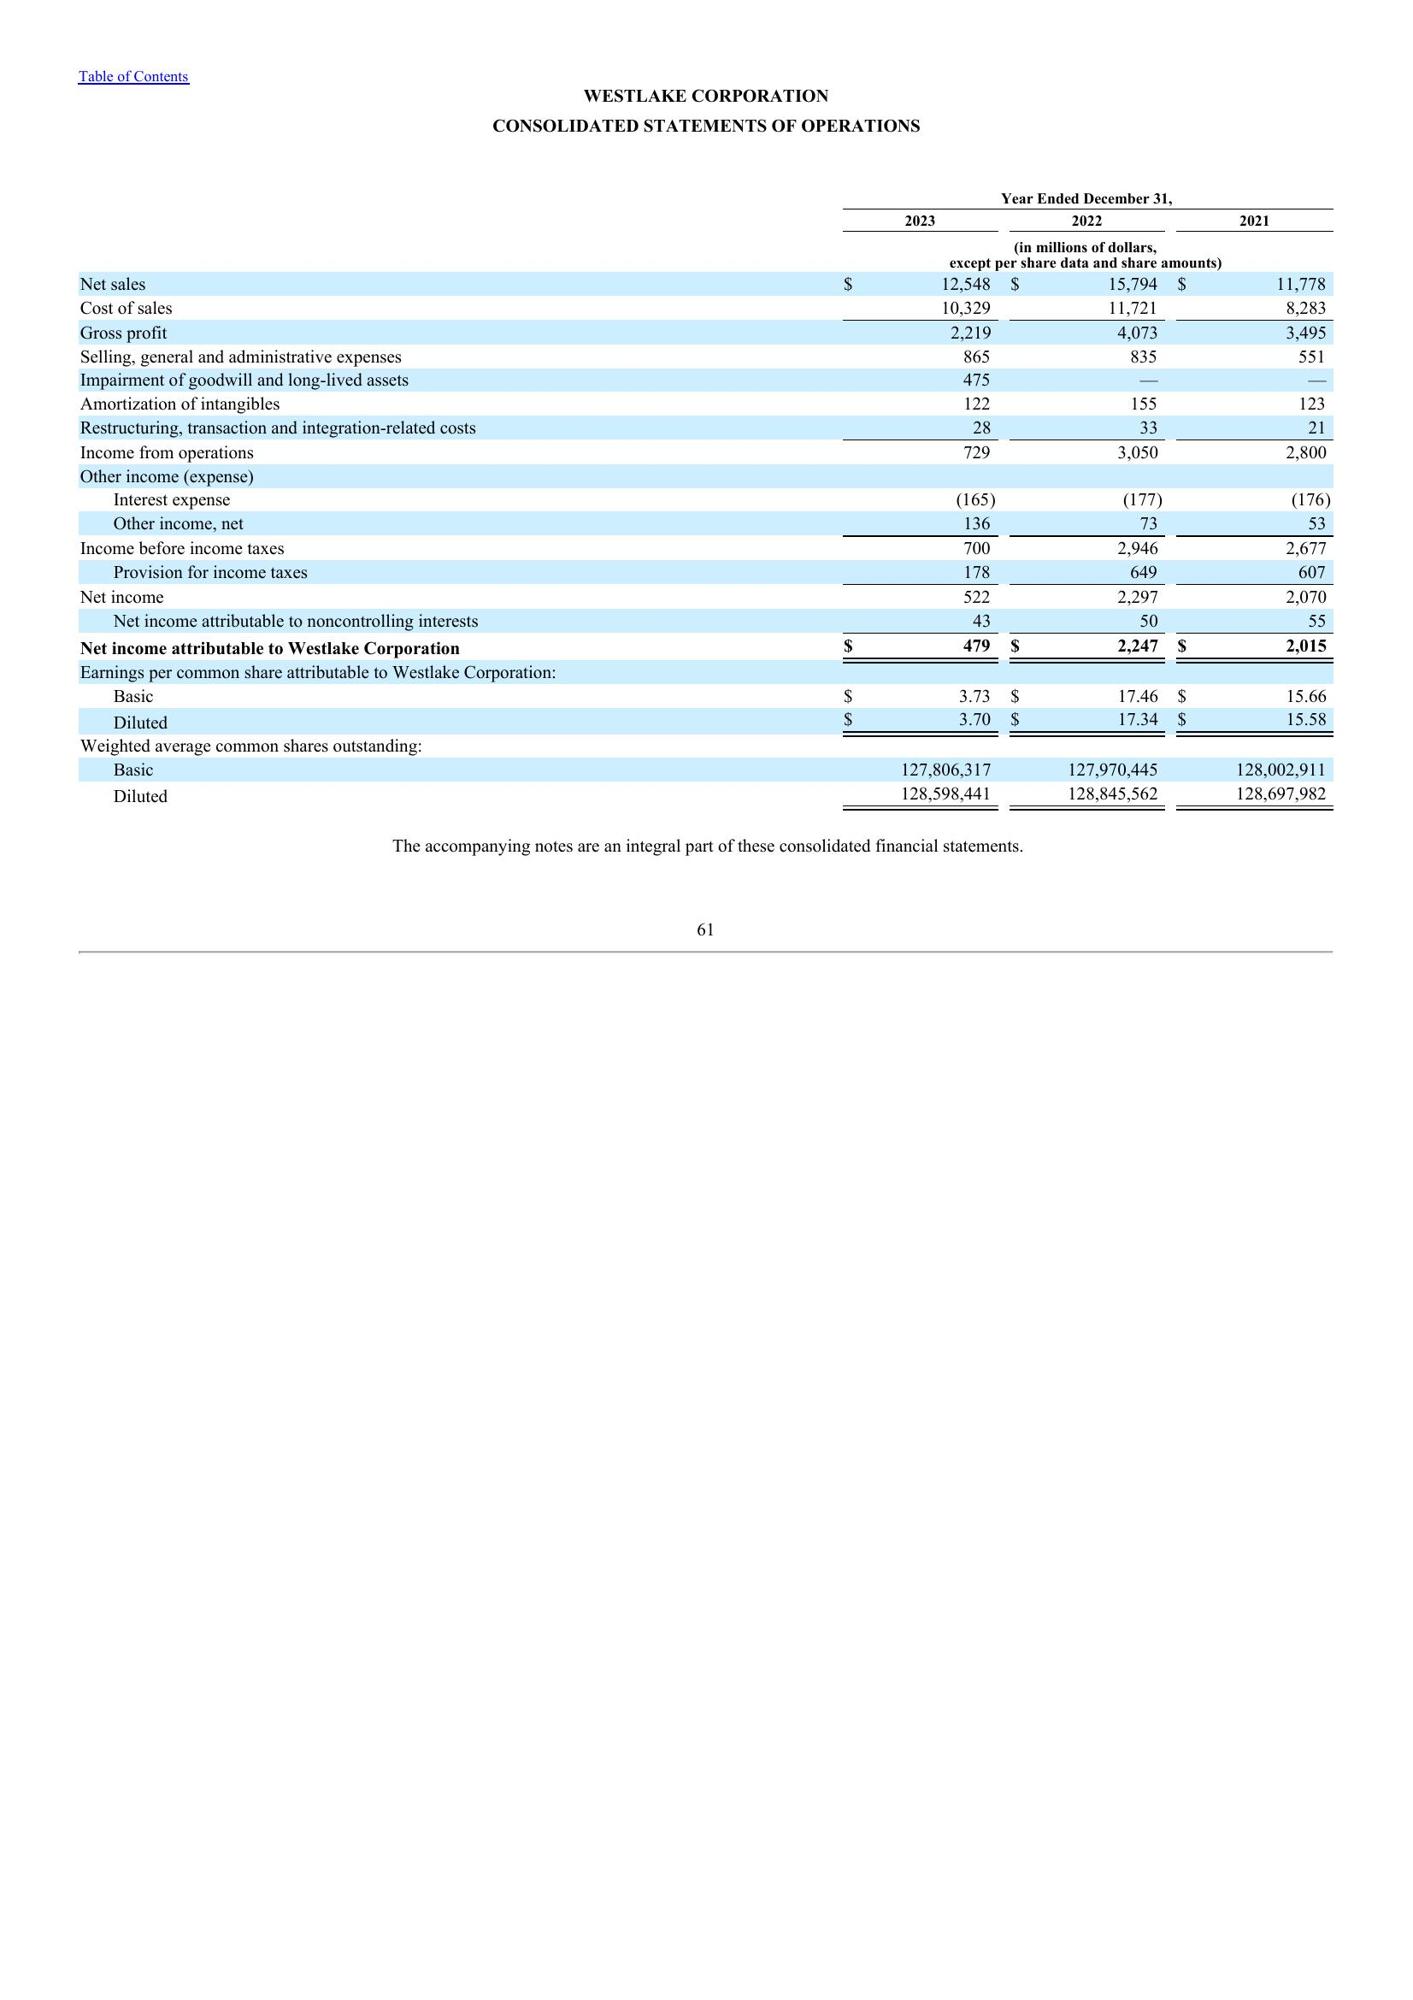 Table of Contents
WESTLAKE CORPORATION
CONSOLIDATED STATEMENTS OF OPERATIONS
Year Ended December 31,
2023 2022 2021
(in millions of dollars,
except per share data and share amounts)
Net sales $ 12,548 $ 15,794 $ 11,778
Cost of sales 10,329 11,721 8,283
Gross profit 2,219 4,073 3,495
Selling, general and administrative expenses 865 835 551
Impairment of goodwill and long-lived assets 475 — —
Amortization of intangibles 122 155 123
Restructuring, transaction and integration-related costs 28 33 21
Income from operations 729 3,050 2,800
Other income (expense)
Interest expense (165) (177) (176)
Other income, net 136 73 53
Income before income taxes 700 2,946 2,677
Provision for income taxes 178 649 607
Net income 522 2,297 2,070
Net income attributable to noncontrolling interests 43 50 55
Net income attributable to Westlake Corporation $ 479 $ 2,247 $ 2,015
Earnings per common share attributable to Westlake Corporation:
Basic $ 3.73 $ 17.46 $ 15.66
Diluted $ 3.70 $ 17.34 $ 15.58
Weighted average common shares outstanding:
Basic 127,806,317 127,970,445 128,002,911
Diluted 128,598,441 128,845,562 128,697,982
The accompanying notes are an integral part of these consolidated financial statements.
61